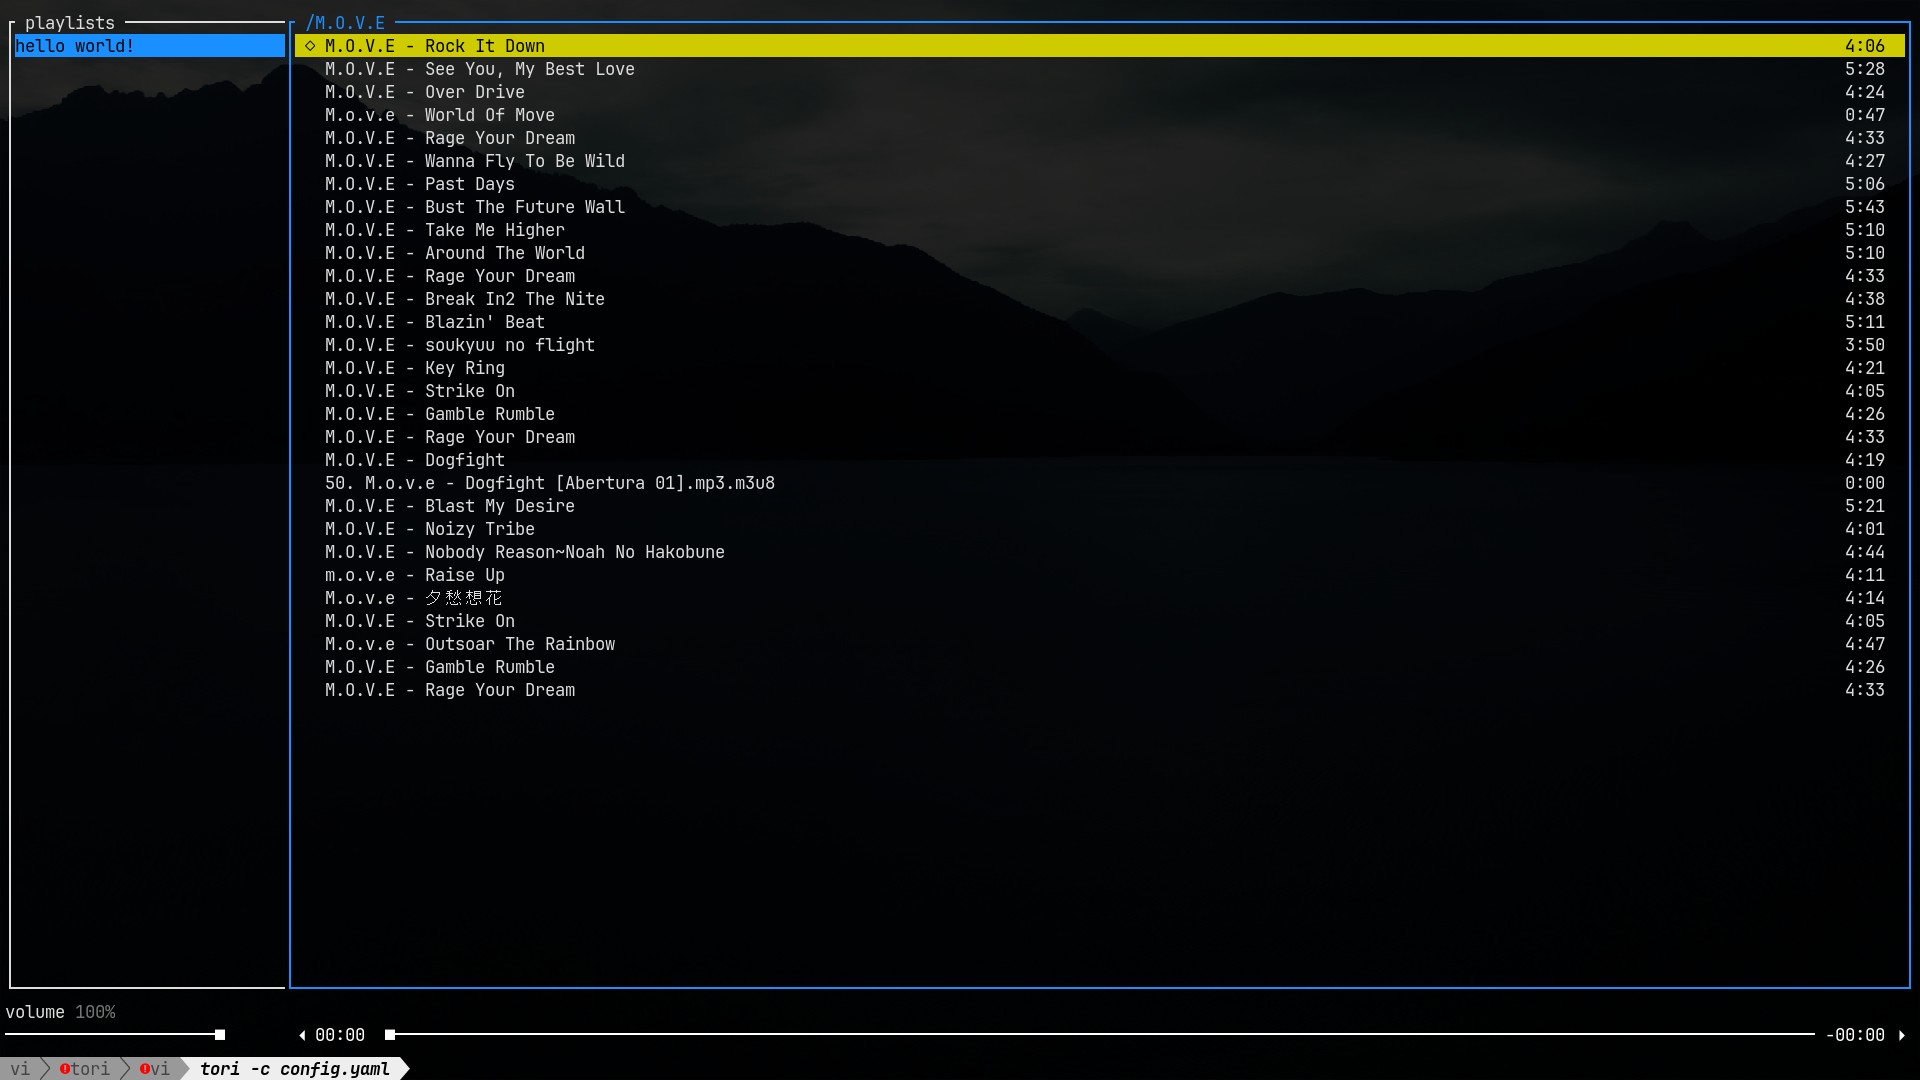 playlists
hello world!
/M.O.V.E
◇ M.O.V.E - Rock It Down 4:06
M.O.V.E - See You, My Best Love 5:28
M.O.V.E - Over Drive 4:24
M.o.v.e - World Of Move 0:47
M.O.V.E - Rage Your Dream 4:33
M.O.V.E - Wanna Fly To Be Wild 4:27
M.O.V.E - Past Days 5:06
M.O.V.E - Bust The Future Wall 5:43
M.O.V.E - Take Me Higher 5:10
M.O.V.E - Around The World 5:10
M.O.V.E - Rage Your Dream 4:33
M.O.V.E - Break In2 The Nite 4:38
M.O.V.E - Blazin' Beat 5:11
M.O.V.E - soukyuu no flight 3:50
M.O.V.E - Key Ring 4:21
M.O.V.E - Strike On 4:05
M.O.V.E - Gamble Rumble 4:26
M.O.V.E - Rage Your Dream 4:33
M.O.V.E - Dogfight 4:19
50. M.o.v.e - Dogfight [Abertura 01].mp3.m3u8 0:00
M.O.V.E - Blast My Desire 5:21
M.O.V.E - Noizy Tribe 4:01
M.O.V.E - Nobody Reason~Noah No Hakobune 4:44
m.o.v.e - Raise Up 4:11
M.o.v.e - 夕愁想花 4:14
M.O.V.E - Strike On 4:05
M.o.v.e - Outsoar The Rainbow 4:47
M.O.V.E - Gamble Rumble 4:26
M.O.V.E - Rage Your Dream 4:33
volume 100%
00:00 -00:00
vi tori vi tori -c config.yaml